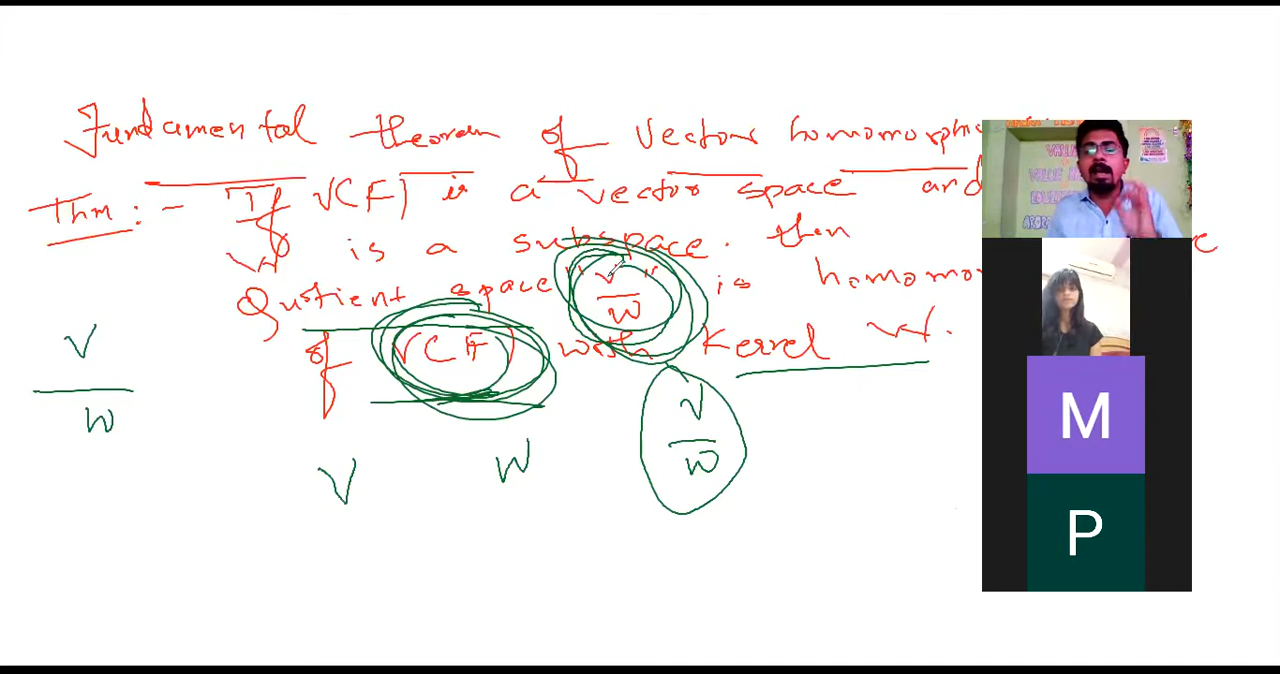 Fundamental theorem of Vector homomorphi
Thm : - If V(F) is a vector space and
W is a subspace. then
Quotient space "V/W" is homomo
of V(F) with Kernel W.
V
W
V W V
W
M
P